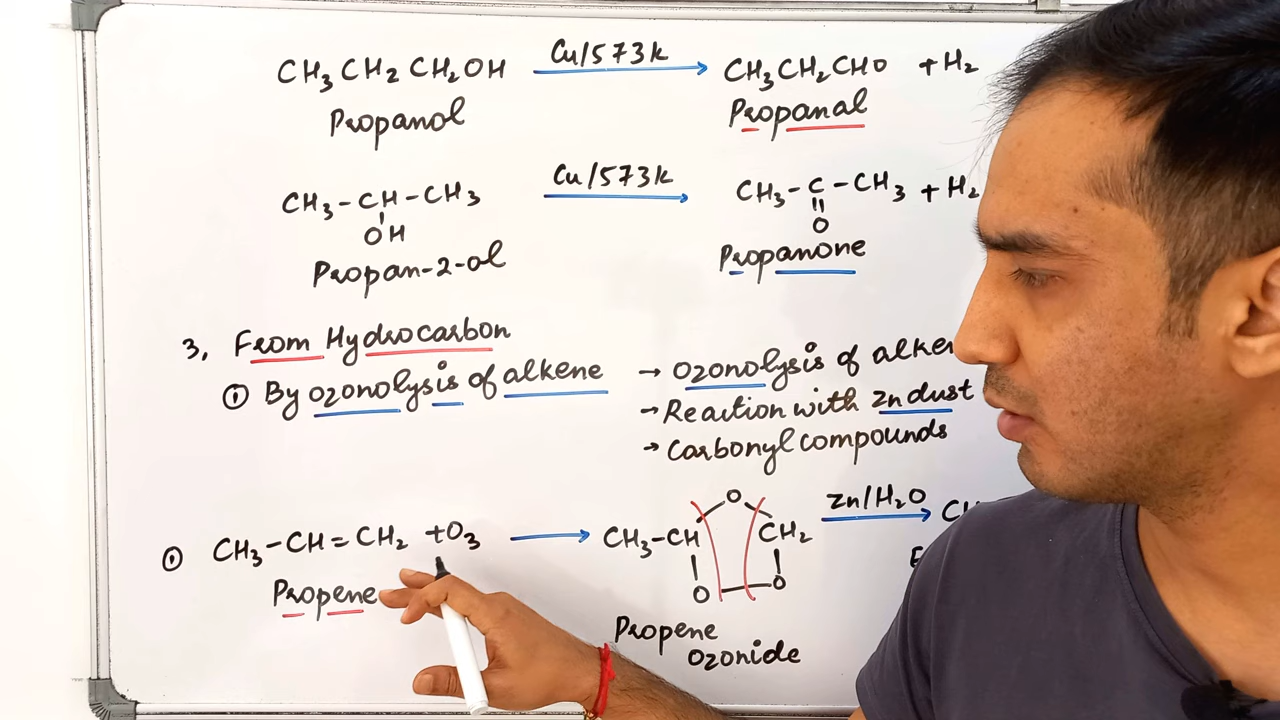 Cu/573k
CH3CH2CH2OH → CH3CH2CHO + H2
Propanol Propanal
Cu/573k
CH3-CH-CH3 → CH3-C-CH3 + H2
OH O
Propan-2-ol Propanone
3, From Hydrocarbon
① By ozonolysis of alkene → Ozonolysis of
→ Reaction with Zn dust
→ Carbonyl compounds
① CH3-CH=CH2 +O3 → CH3-CH O CH2 Zn/H2O →
O O
Propene Propene
Ozonide